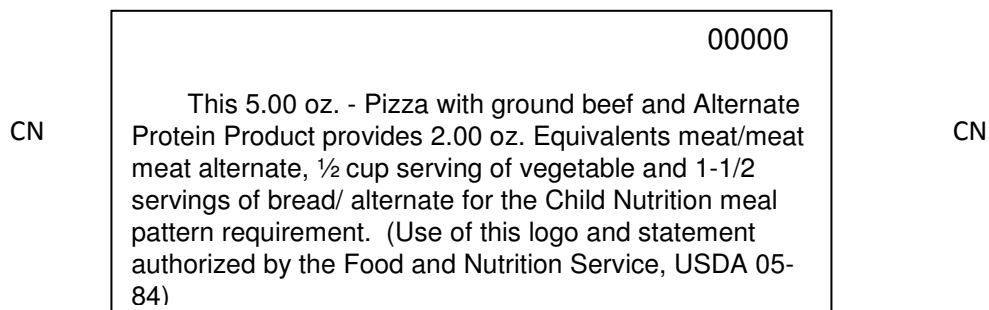 00000
This 5.00 oz. - Pizza with ground beef and Alternate
CN Protein Product provides 2.00 oz. Equivalents meat/meat CN
meat alternate, ½ cup serving of vegetable and 1-1/2
servings of bread/ alternate for the Child Nutrition meal
pattern requirement.  (Use of this logo and statement
authorized by the Food and Nutrition Service, USDA 05-
84)